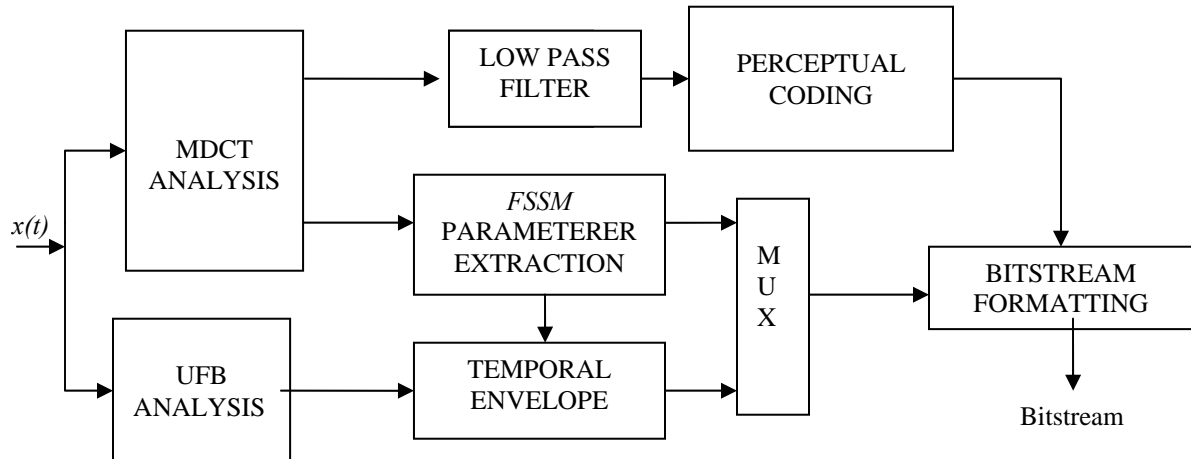 LOW PASS
FILTER
PERCEPTUAL
CODING
MDCT
ANALYSIS
x(t)
FSSM
PARAMETERER
EXTRACTION
M
U
X
BITSTREAM
FORMATTING
UFB
ANALYSIS
TEMPORAL
ENVELOPE
Bitstream